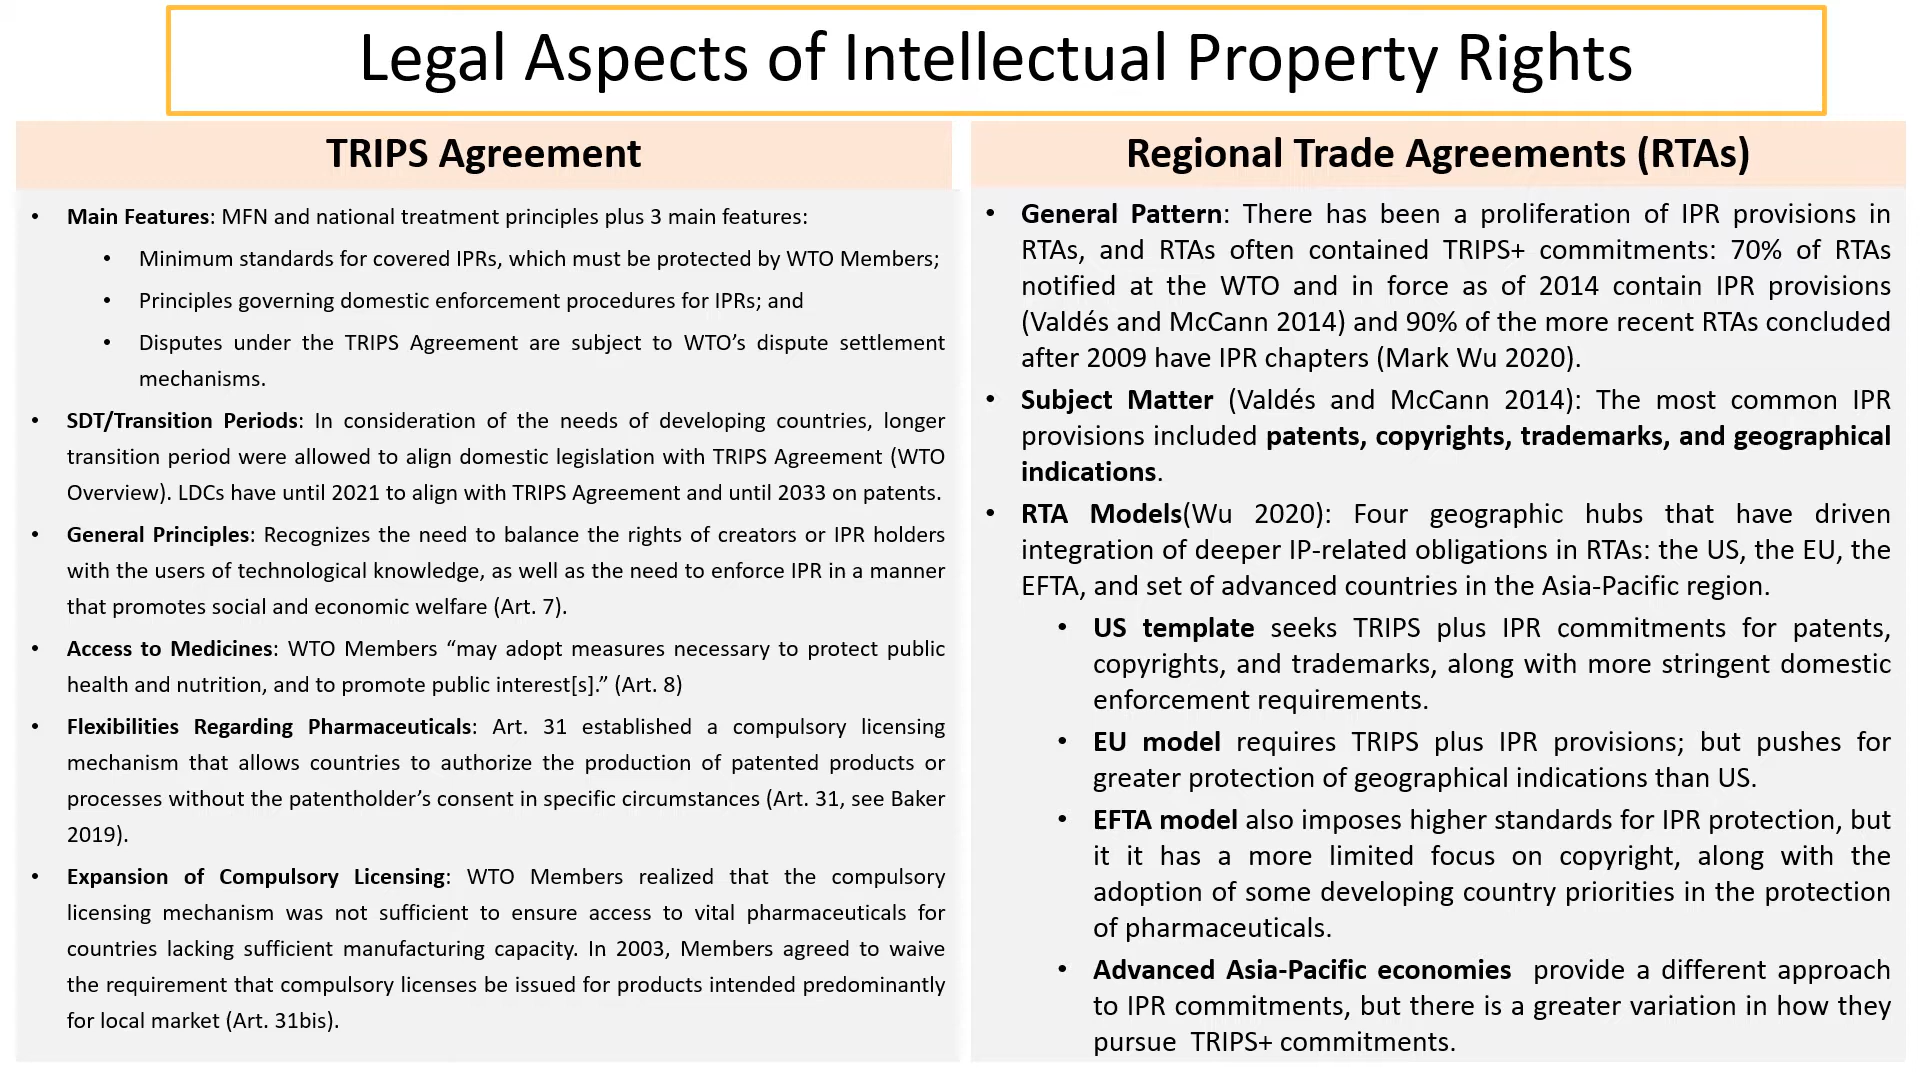 Legal Aspects of Intellectual Property Rights
TRIPS Agreement
• Main Features: MFN and national treatment principles plus 3 main features:
• Minimum standards for covered IPRs, which must be protected by WTO Members;
• Principles governing domestic enforcement procedures for IPRs; and
• Disputes under the TRIPS Agreement are subject to WTO’s dispute settlement
mechanisms.
• SDT/Transition Periods: In consideration of the needs of developing countries, longer
transition period were allowed to align domestic legislation with TRIPS Agreement (WTO
Overview). LDCs have until 2021 to align with TRIPS Agreement and until 2033 on patents.
• General Principles: Recognizes the need to balance the rights of creators or IPR holders
with the users of technological knowledge, as well as the need to enforce IPR in a manner
that promotes social and economic welfare (Art. 7).
• Access to Medicines: WTO Members “may adopt measures necessary to protect public
health and nutrition, and to promote public interest[s].” (Art. 8)
• Flexibilities Regarding Pharmaceuticals: Art. 31 established a compulsory licensing
mechanism that allows countries to authorize the production of patented products or
processes without the patentholder’s consent in specific circumstances (Art. 31, see Baker
2019).
• Expansion of Compulsory Licensing: WTO Members realized that the compulsory
licensing mechanism was not sufficient to ensure access to vital pharmaceuticals for
countries lacking sufficient manufacturing capacity. In 2003, Members agreed to waive
the requirement that compulsory licenses be issued for products intended predominantly
for local market (Art. 31bis).
Regional Trade Agreements (RTAs)
• General Pattern: There has been a proliferation of IPR provisions in
RTAs, and RTAs often contained TRIPS+ commitments: 70% of RTAs
notified at the WTO and in force as of 2014 contain IPR provisions
(Valdés and McCann 2014) and 90% of the more recent RTAs concluded
after 2009 have IPR chapters (Mark Wu 2020).
• Subject Matter (Valdés and McCann 2014): The most common IPR
provisions included patents, copyrights, trademarks, and geographical
indications.
• RTA Models(Wu 2020): Four geographic hubs that have driven
integration of deeper IP-related obligations in RTAs: the US, the EU, the
EFTA, and set of advanced countries in the Asia-Pacific region.
• US template seeks TRIPS plus IPR commitments for patents,
copyrights, and trademarks, along with more stringent domestic
enforcement requirements.
• EU model requires TRIPS plus IPR provisions; but pushes for
greater protection of geographical indications than US.
• EFTA model also imposes higher standards for IPR protection, but
it it has a more limited focus on copyright, along with the
adoption of some developing country priorities in the protection
of pharmaceuticals.
• Advanced Asia-Pacific economies provide a different approach
to IPR commitments, but there is a greater variation in how they
pursue TRIPS+ commitments.